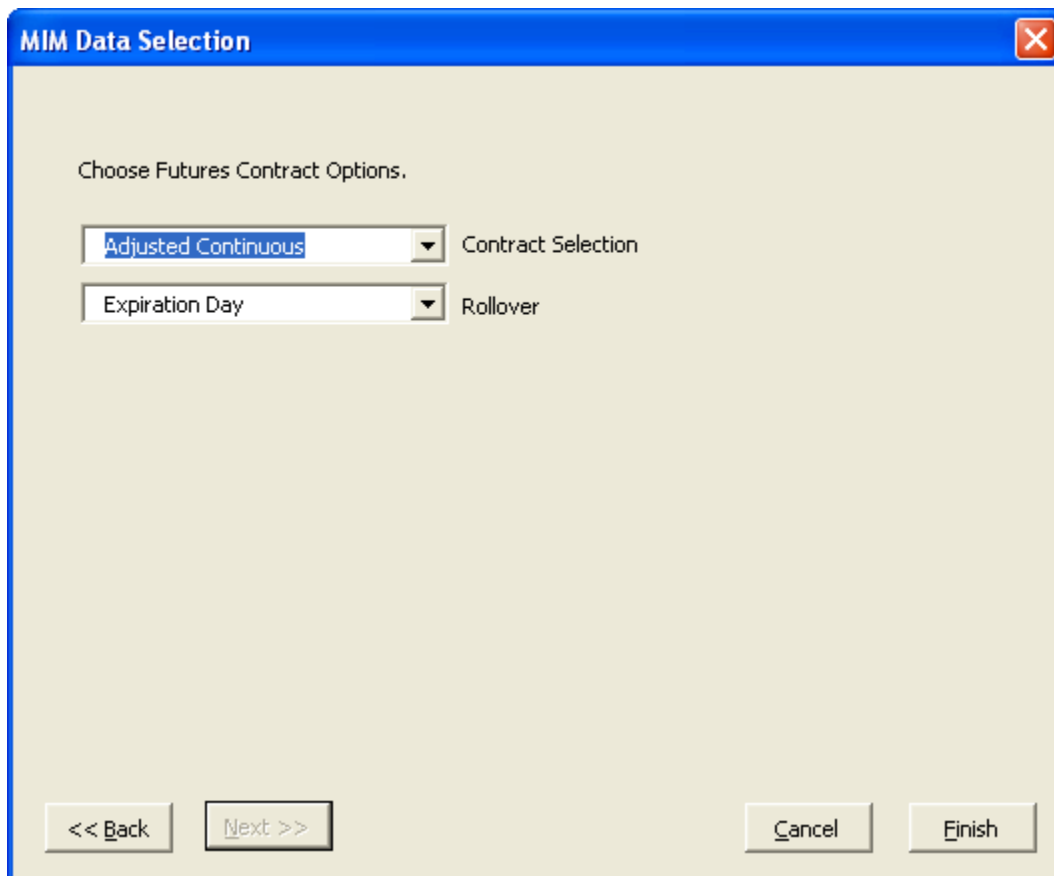 MIM Data Selection
Choose Futures Contract Options.
Adjusted Continuous Contract Selection
Expiration Day Rollover
<< Back Next >> Cancel Finish